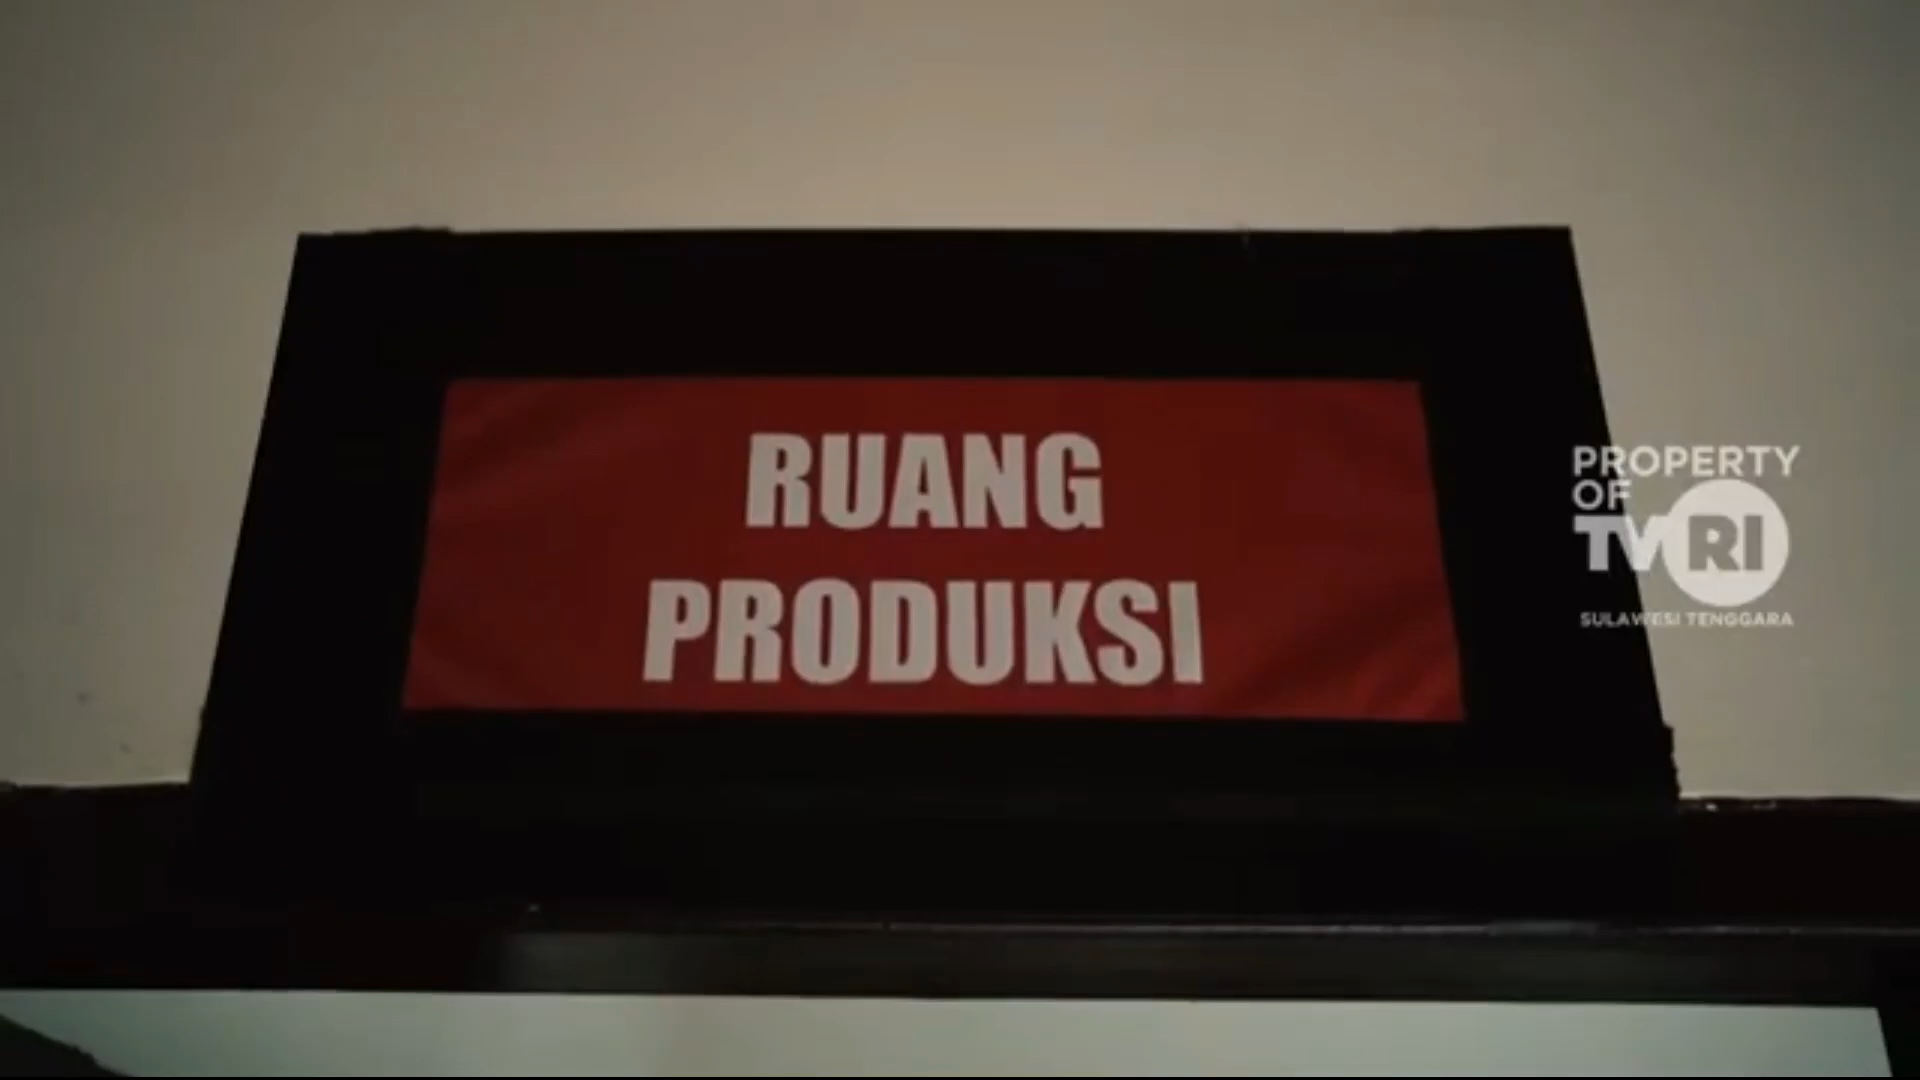 RUANG
PRODUKSI
PROPERTY
OF
TVRI
SULAWESI TENGGARA